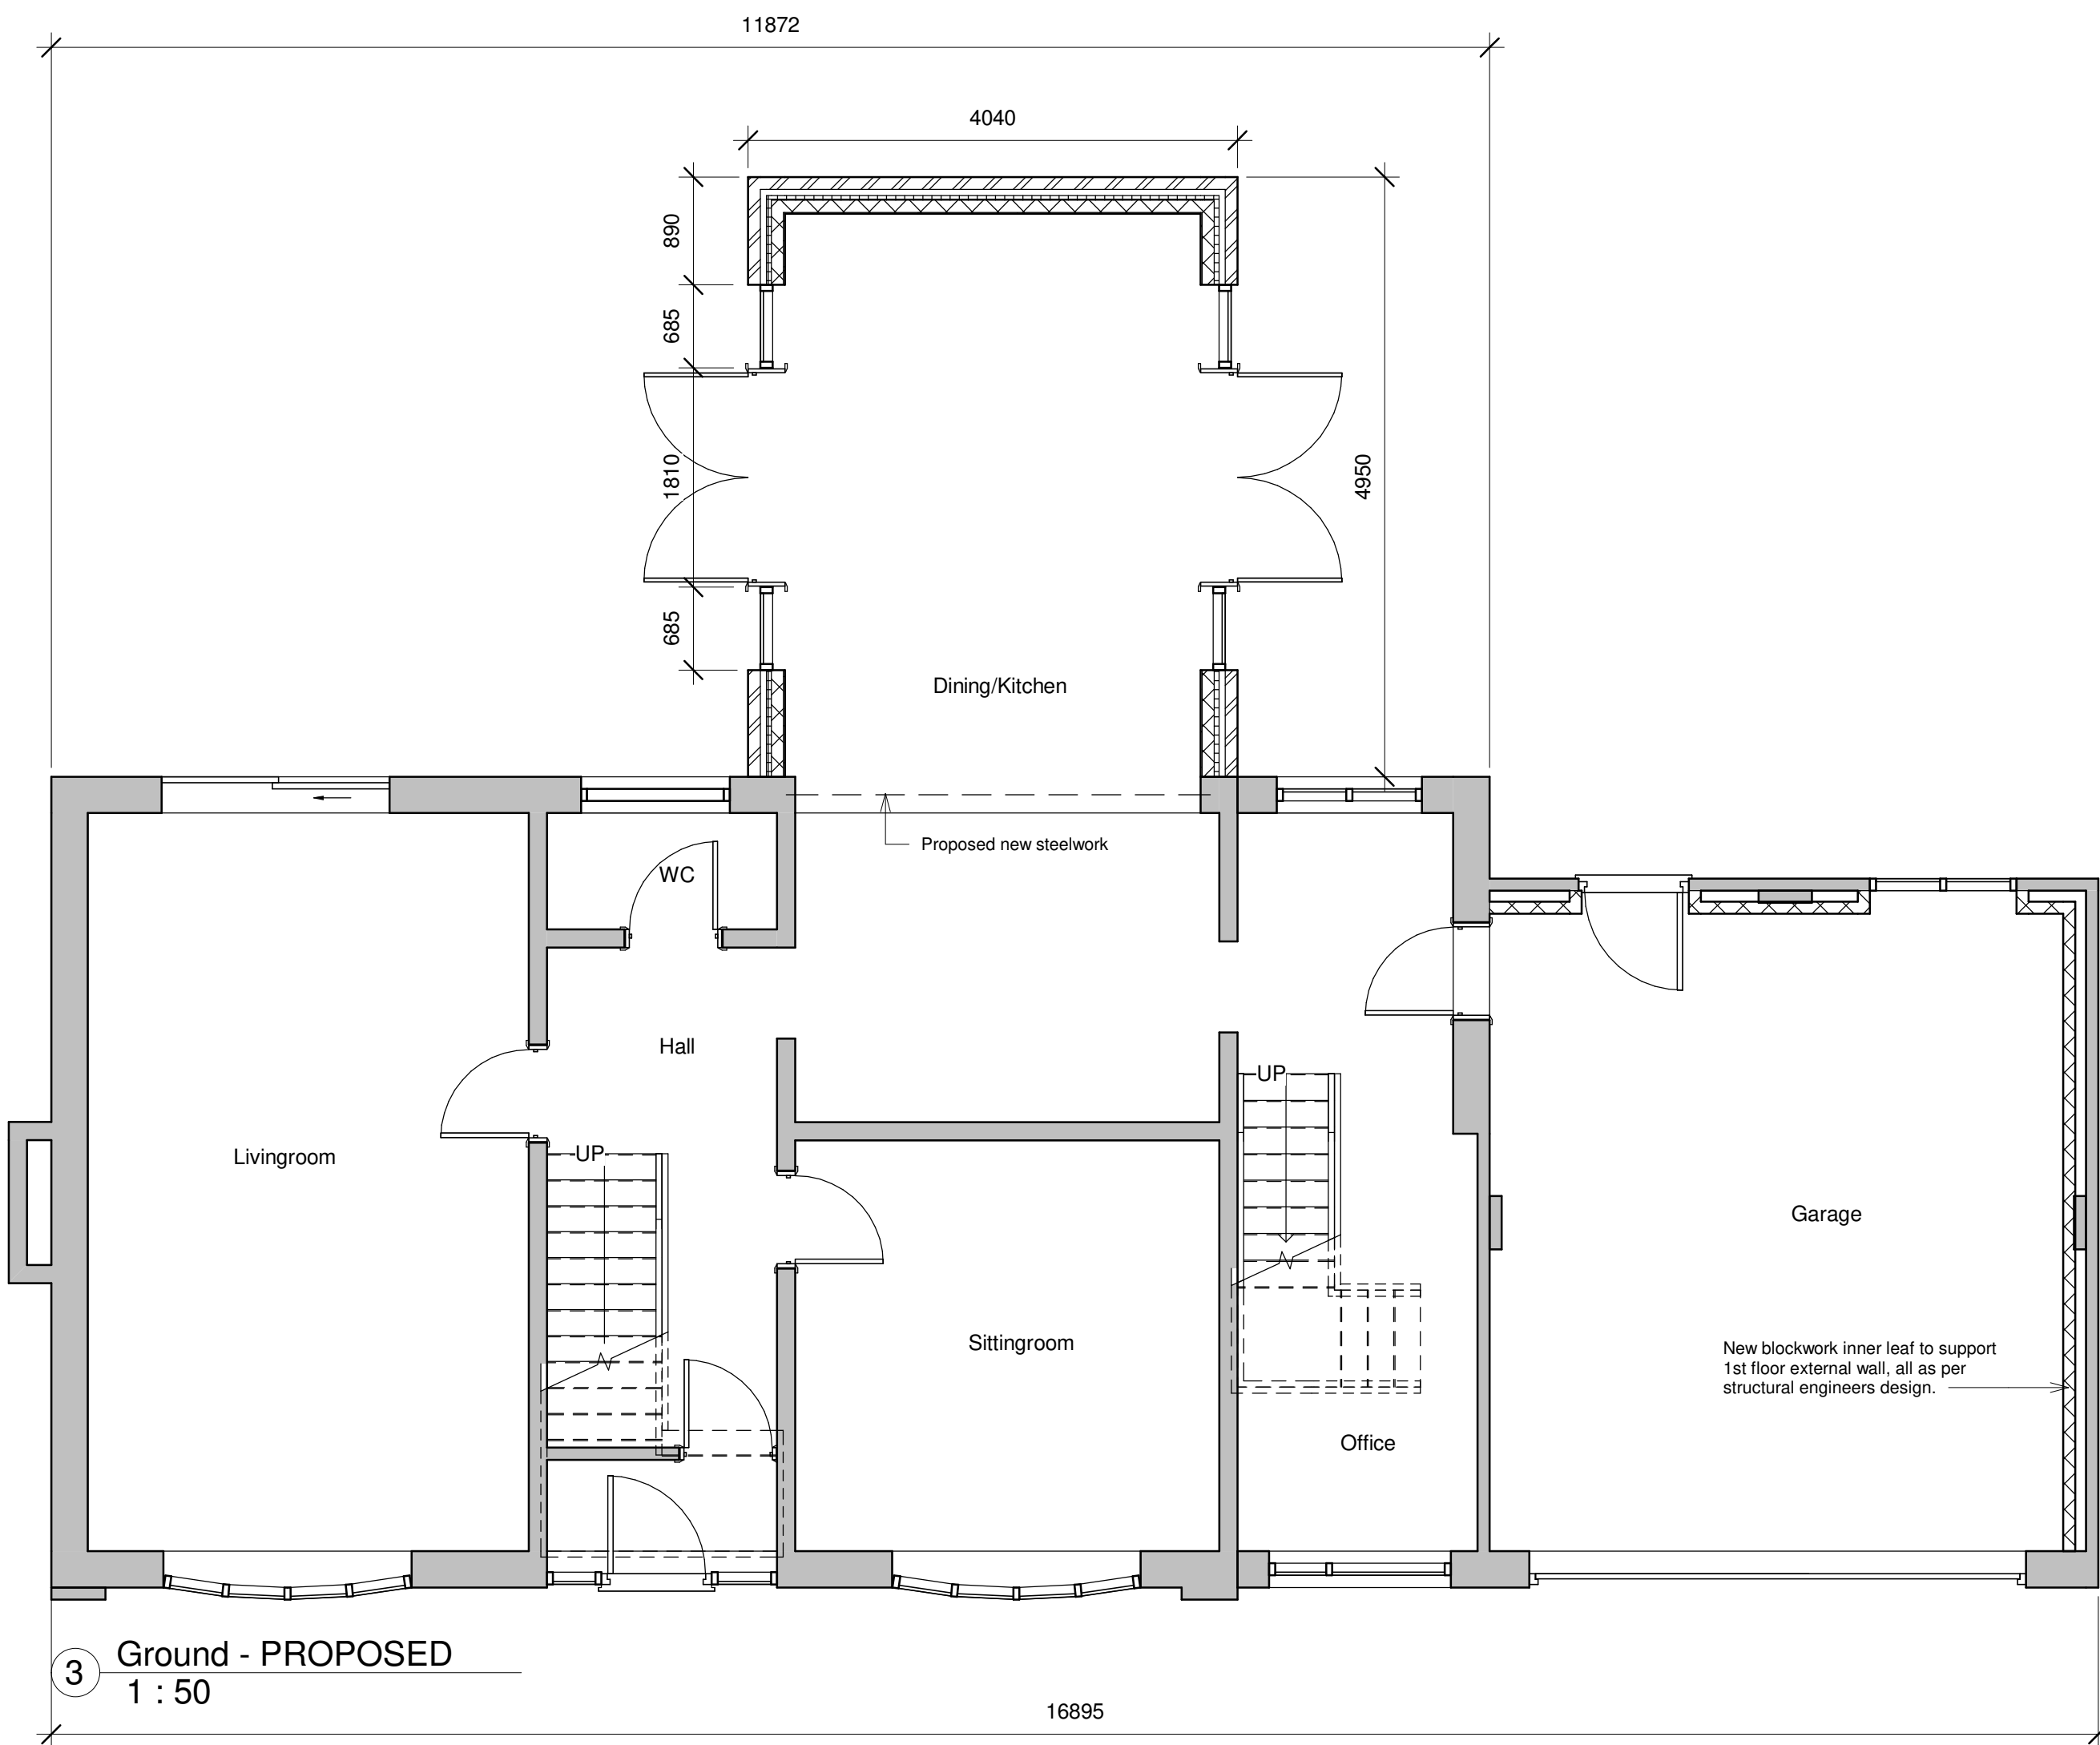 11872
4040
890
685
1810
4950
685
Dining/Kitchen
Proposed new steelwork
WC
Hall
UP
UP
Livingroom
Garage
Sittingroom
New blockwork inner leaf to support
1st floor external wall, all as per
structural engineers design.
Office
3
Ground - PROPOSED
1 : 50
16895